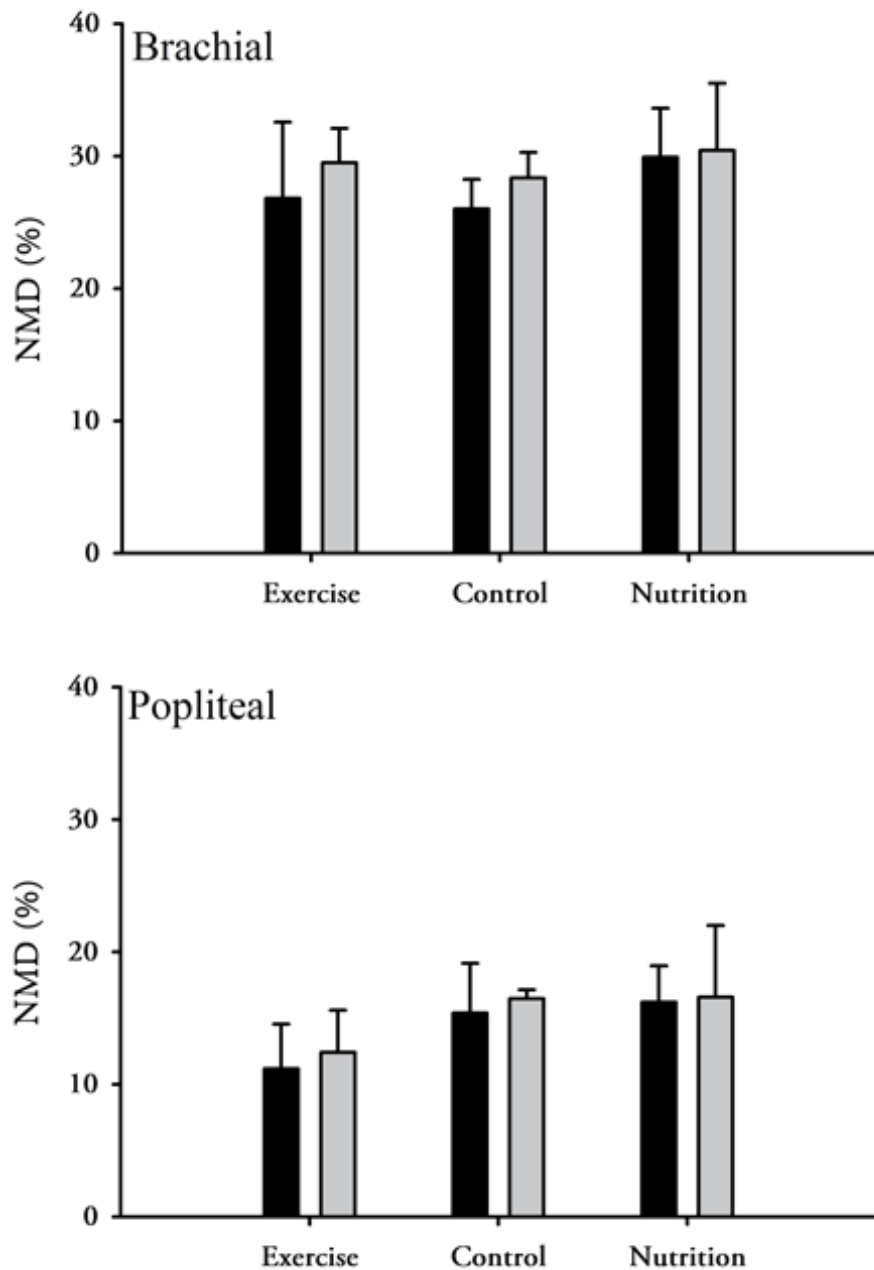 Brachial
NMD (%)
40
30
20
10
0
Exercise Control Nutrition
Popliteal
NMD (%)
40
30
20
10
0
Exercise Control Nutrition